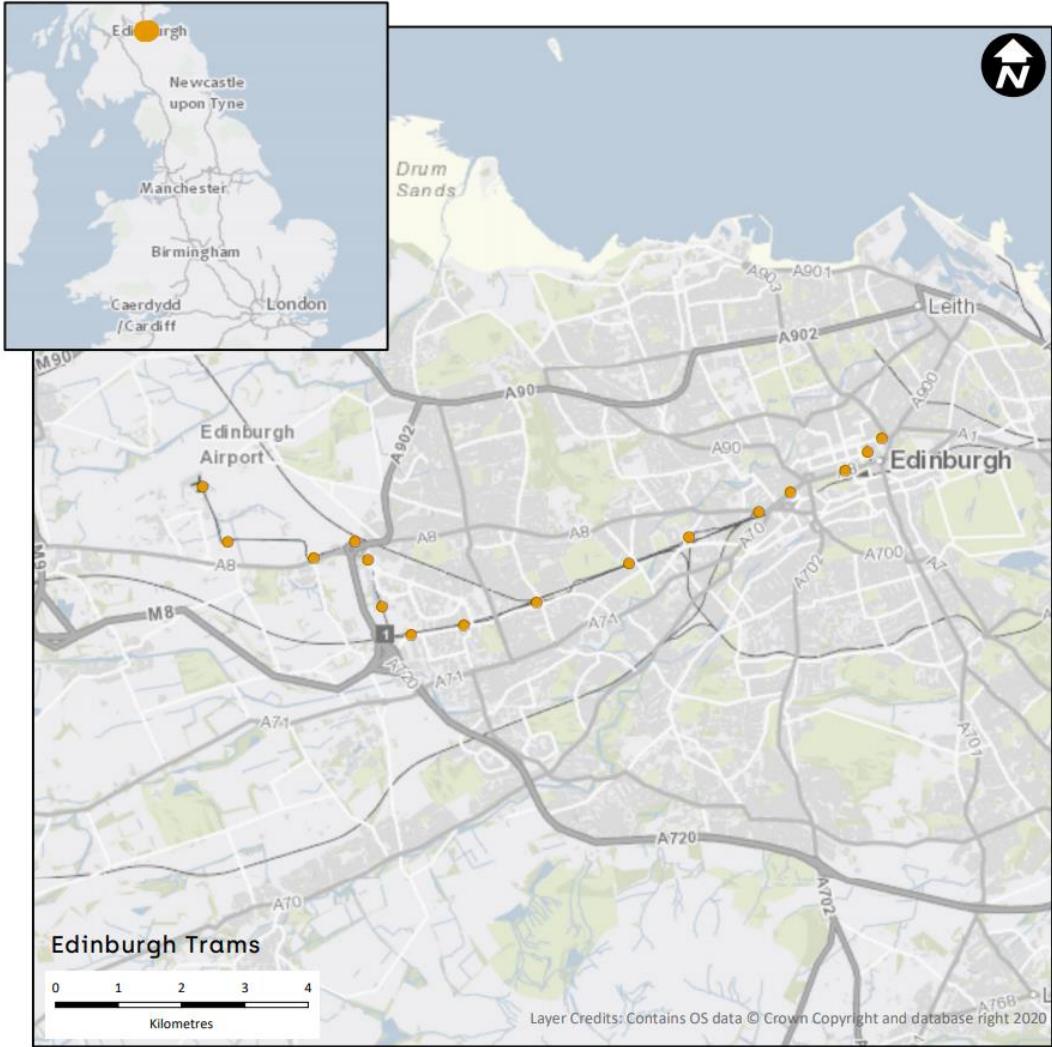 Edinburgh
Newcastle
upon Tyne
Manchester
Birmingham
Caerdydd
/Cardiff
London
N
Drum
Sands
A903
A901
Leith
A902
M90
A90
A900
A902
Edinburgh
Airport
A90
A1
Edinburgh
A8
A8
A70
A700
A7
M9
A702
M8
A71
1
A720
A71
A71
A701
A720
A70
A702
A76B
L
Edinburgh Trams
0 1 2 3 4
Kilometres
Layer Credits: Contains OS data © Crown Copyright and database right 2020